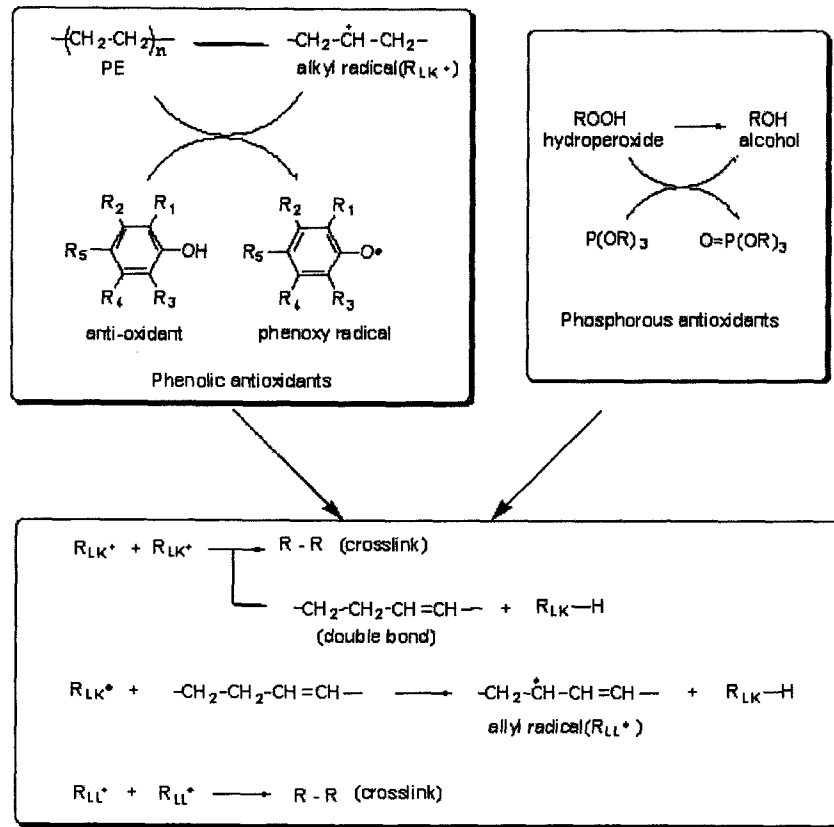 -(CH2-CH2)n- — -CH2-ĊH-CH2-
PE alkyl radical(RLK•)
R2 R1
R5 OH
R4 R3
anti-oxidant
R2 R1
R5 O•
R4 R3
phenoxy radical
Phenolic antioxidants
ROOH → ROH
hydroperoxide alcohol
P(OR)3 O=P(OR)3
Phosphorous antioxidants
RLK• + RLK• → R - R (crosslink)
-CH2-CH2-CH=CH- + RLK-H
(double bond)
RLK• + -CH2-CH2-CH=CH- → -CH2-ĊH-CH=CH- + RLK-H
allyl radical(RLL•)
RLL• + RLL• → R - R (crosslink)